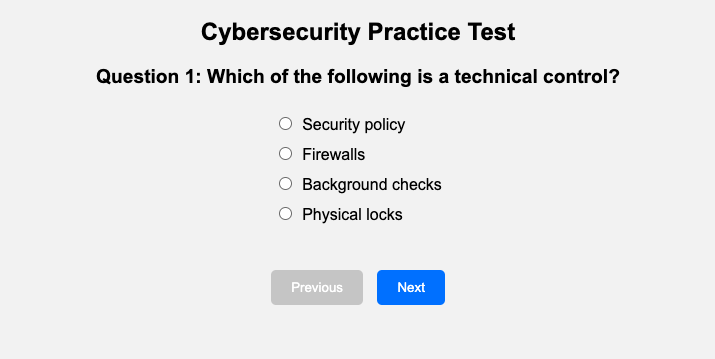 Cybersecurity Practice Test
Question 1: Which of the following is a technical control?
Security policy
Firewalls
Background checks
Physical locks
Previous
Next